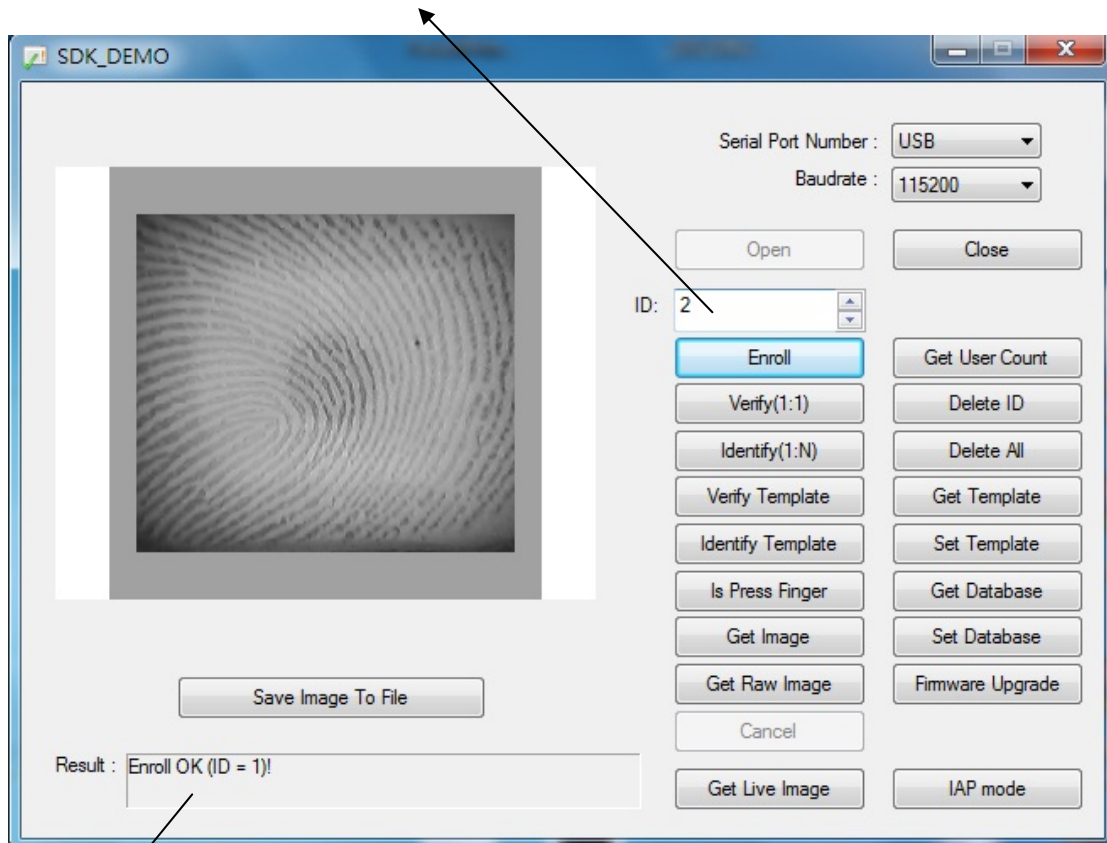 SDK_DEMO
Serial Port Number : USB
Baudrate : 115200
Open Close
ID: 2
Enroll Get User Count
Verify(1:1) Delete ID
Identify(1:N) Delete All
Verify Template Get Template
Identify Template Set Template
Is Press Finger Get Database
Get Image Set Database
Save Image To File Get Raw Image Firmware Upgrade
Cancel
Result : Enroll OK (ID = 1)!
Get Live Image IAP mode